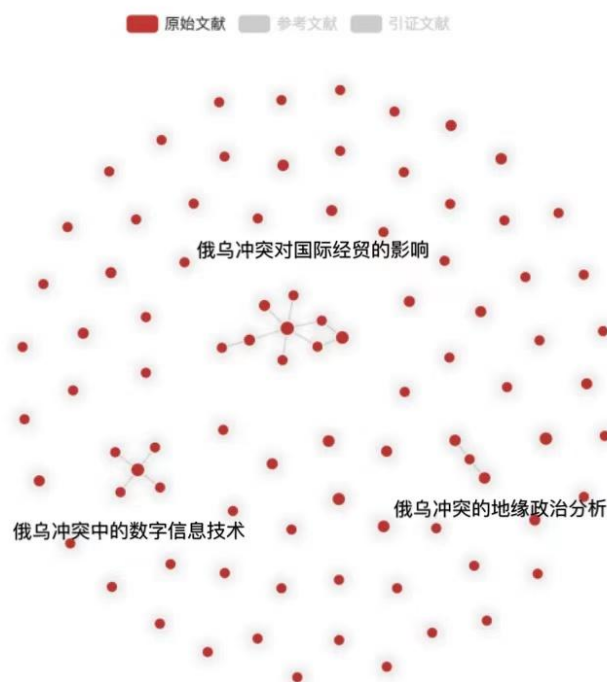 原始文献 参考文献 引证文献
俄乌冲突对国际经贸的影响
俄乌冲突的地缘政治分析
俄乌冲突中的数字信息技术